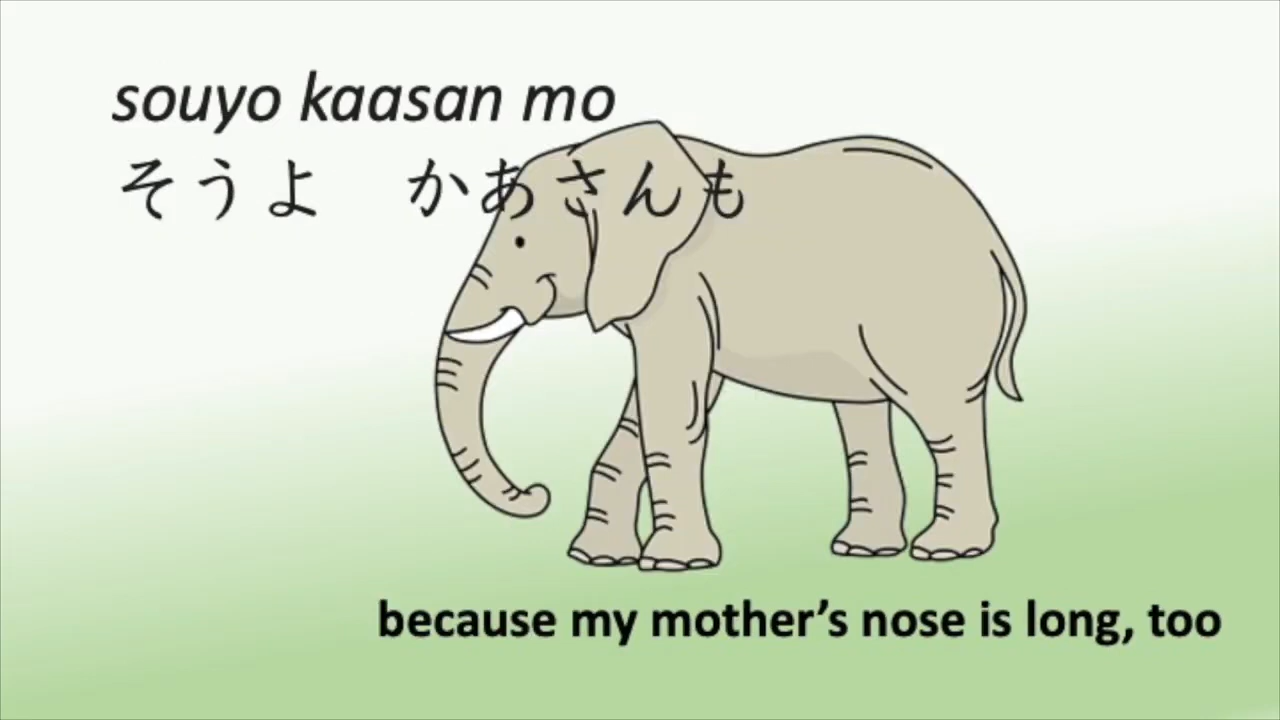 souyo kaasan mo
そうよ　かあさんも
because my mother’s nose is long, too